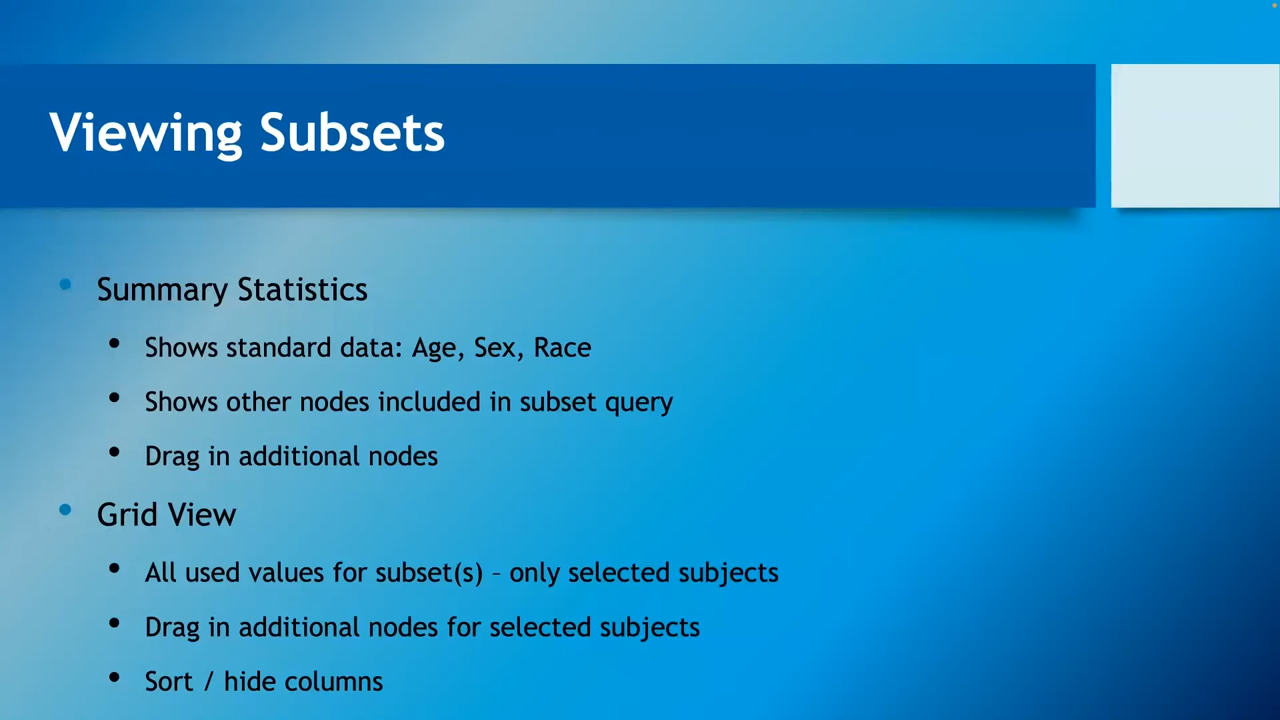 Viewing Subsets
• Summary Statistics
• Shows standard data: Age, Sex, Race
• Shows other nodes included in subset query
• Drag in additional nodes
• Grid View
• All used values for subset(s) – only selected subjects
• Drag in additional nodes for selected subjects
• Sort / hide columns